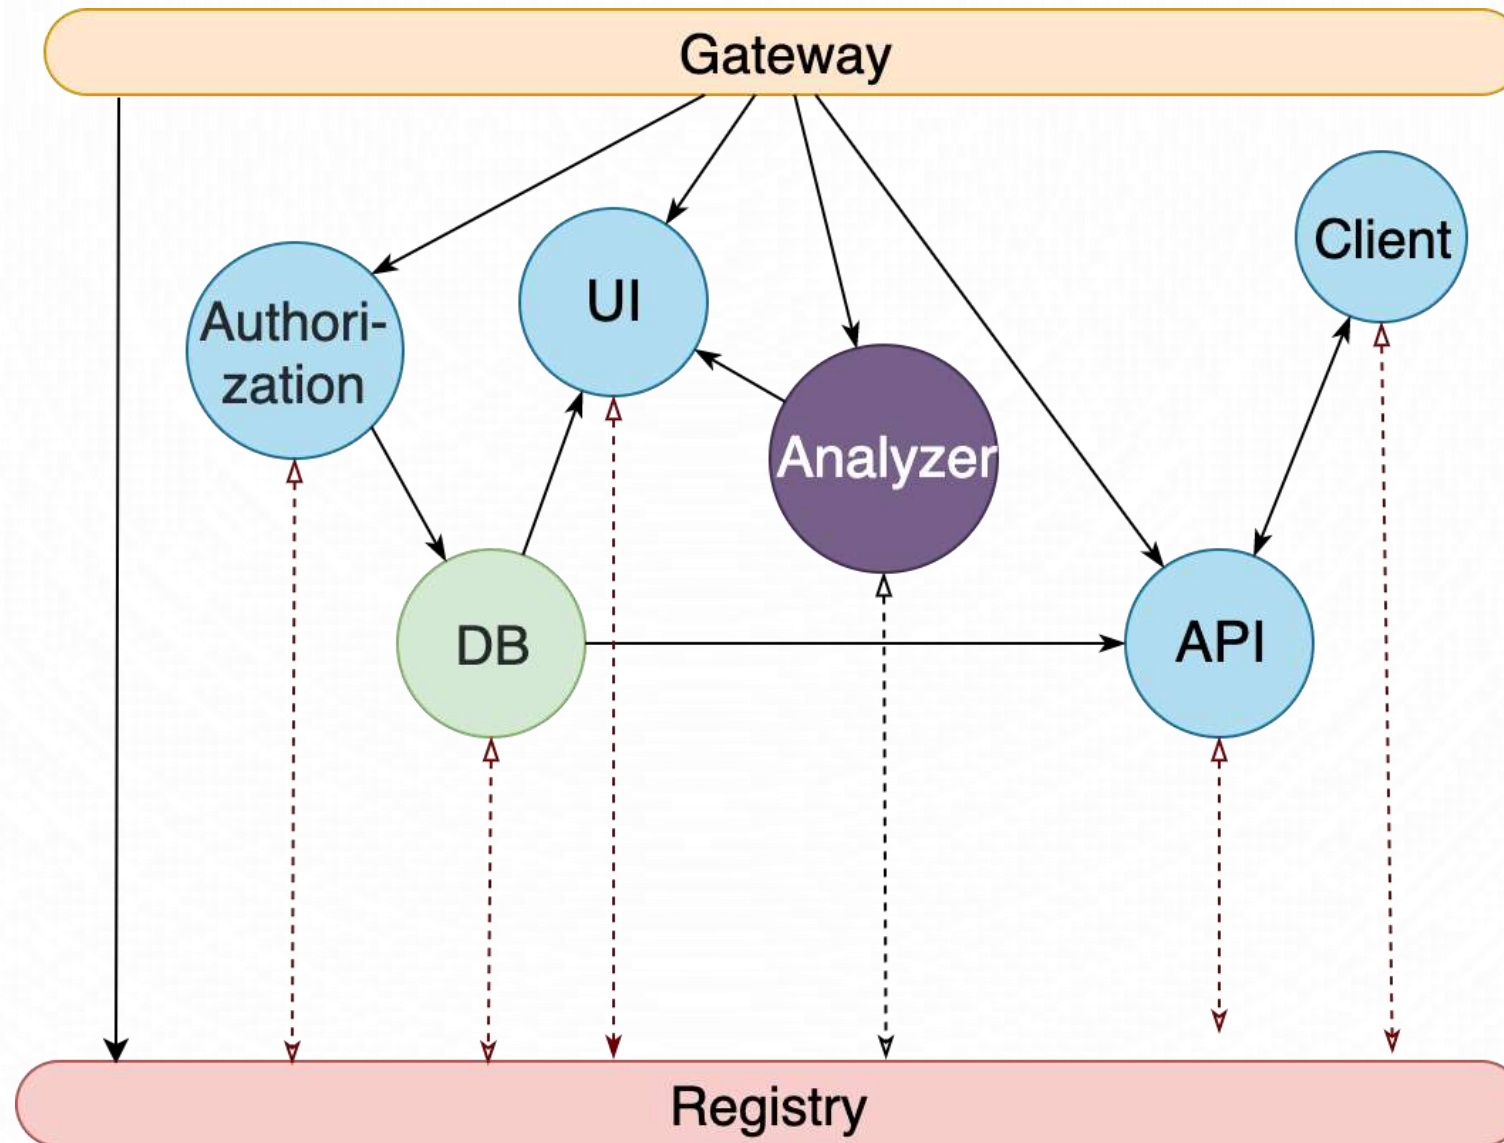 Gateway
Client
UI
Authori-
zation
Analyzer
DB
API
Registry